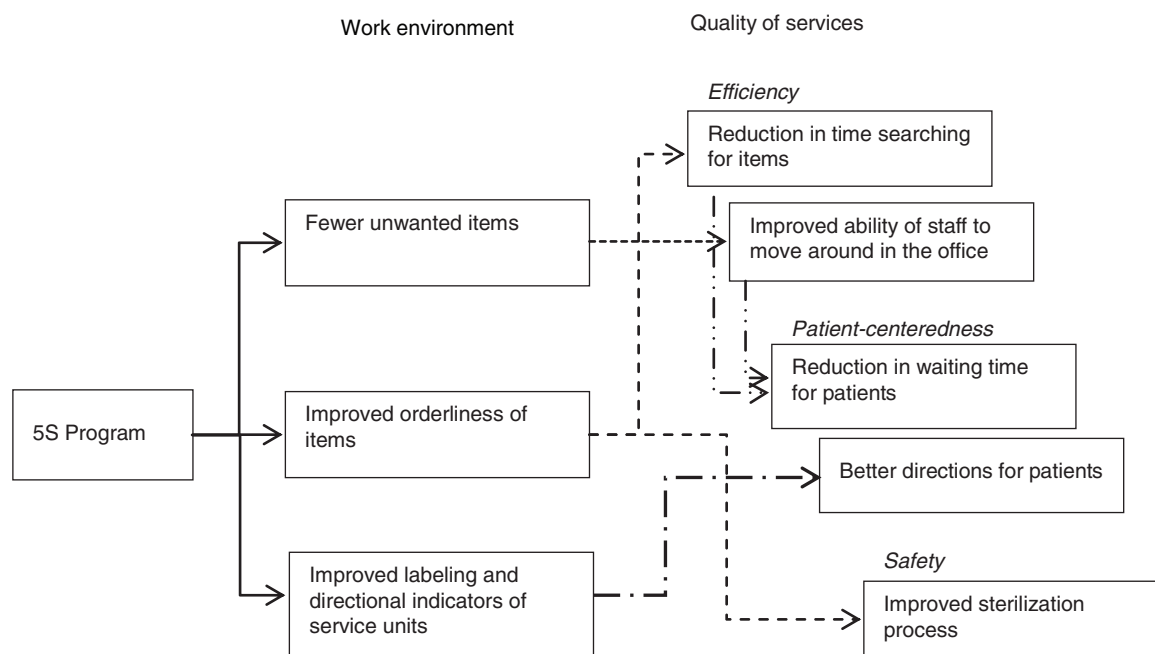 Work environment
Quality of services
Efficiency
Reduction in time searching
for items
Fewer unwanted items
Improved ability of staff to
move around in the office
Patient-centeredness
Reduction in waiting time
for patients
5S Program
Improved orderliness of
items
Better directions for patients
Safety
Improved labeling and
directional indicators of
service units
Improved sterilization
process